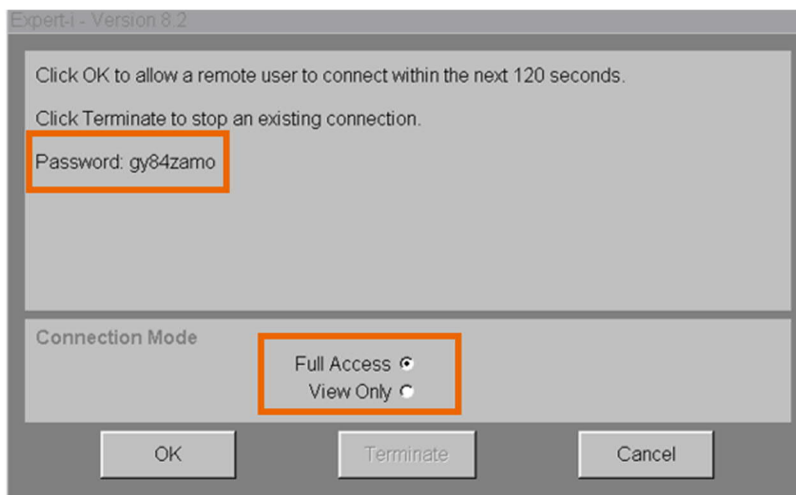 Expert-i - Version 8.2
Click OK to allow a remote user to connect within the next 120 seconds.
Click Terminate to stop an existing connection.
Password: gy84zamo
Connection Mode
Full Access
View Only
OK
Terminate
Cancel